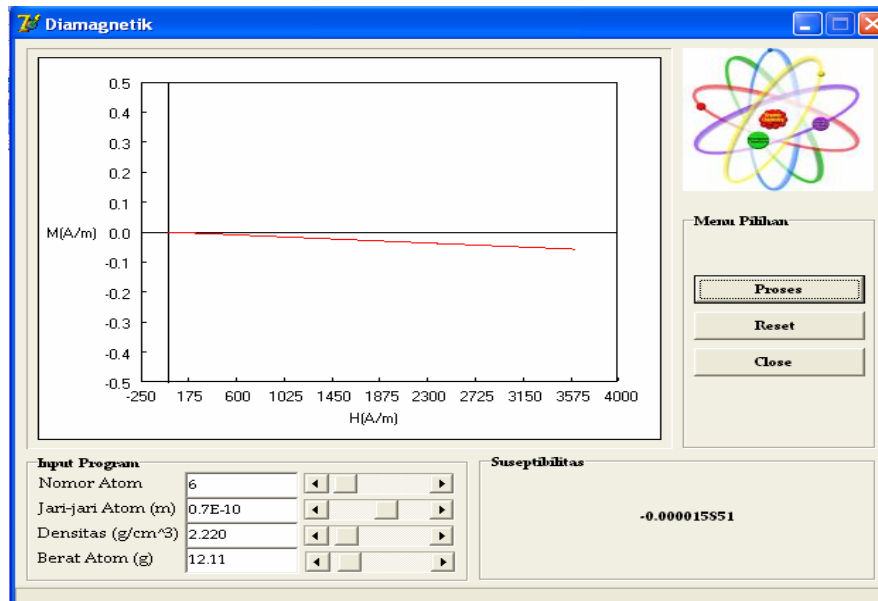 Diamagnetik
0.5
0.4
0.3
0.2
0.1
M(A/m) 0.0
-0.1
-0.2
-0.3
-0.4
-0.5
-250 175 600 1025 1450 1875 2300 2725 3150 3575 4000
H(A/m)
Menu Pilihan
Proses
Reset
Close
Input Program
Nomor Atom 6
Jari-jari Atom (m) 0.7E-10
Densitas (g/cm^3) 2.220
Berat Atom (g) 12.11
Suseptibilitas
-0.000015851